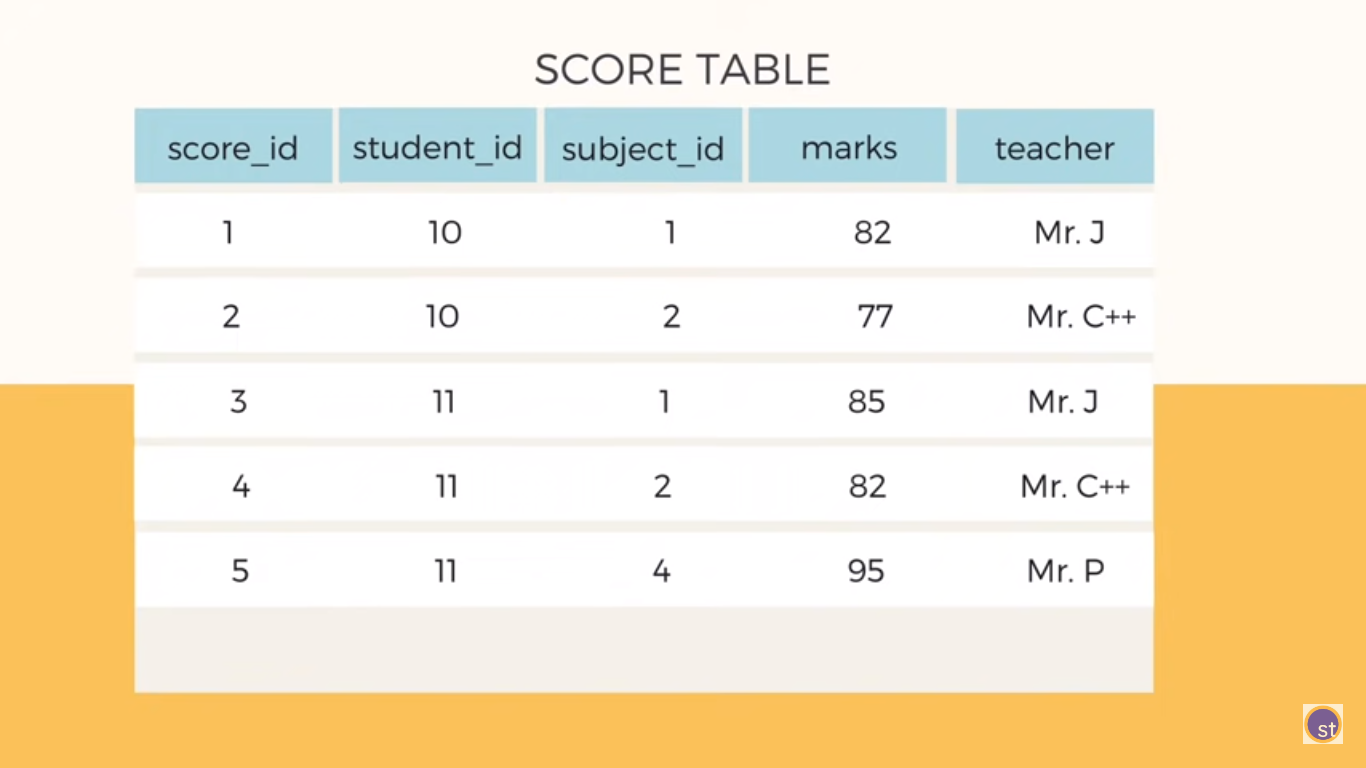 SCORE TABLE
score_id student_id subject_id marks teacher
1 10 1 82 Mr. J
2 10 2 77 Mr. C++
3 11 1 85 Mr. J
4 11 2 82 Mr. C++
5 11 4 95 Mr. P
st